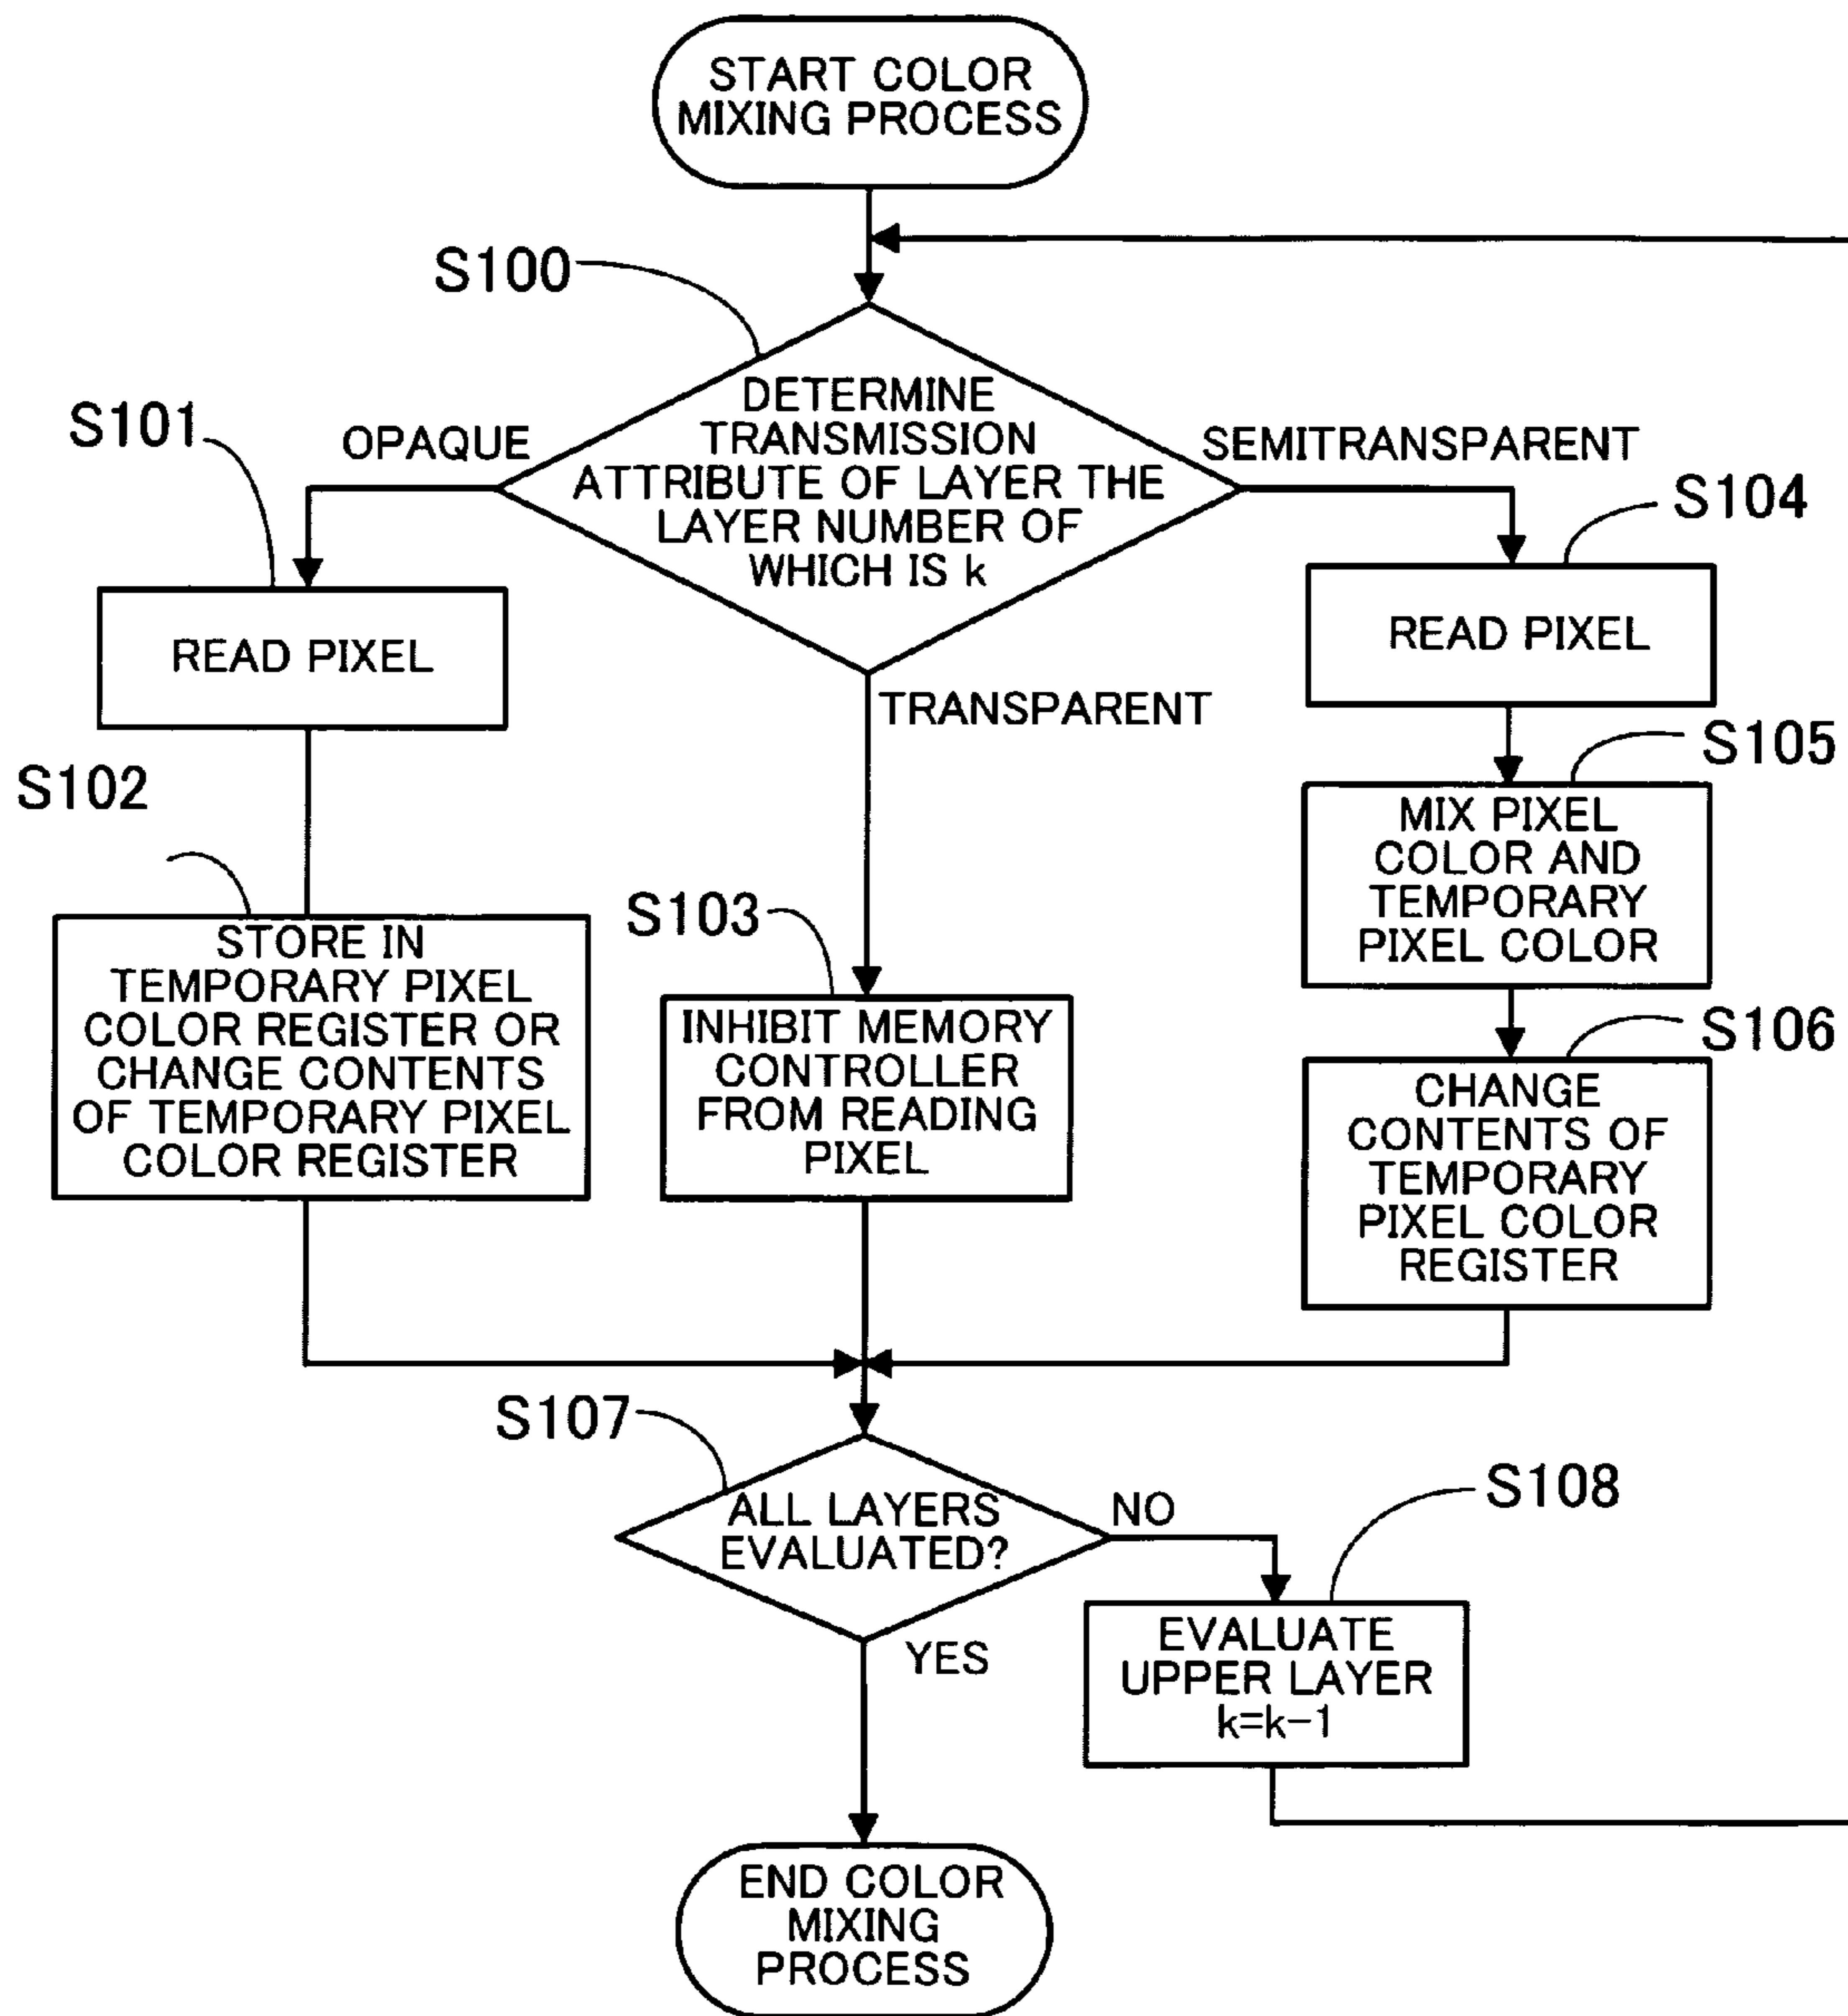 START COLOR
MIXING PROCESS
S100
DETERMINE
TRANSMISSION
ATTRIBUTE OF LAYER THE
LAYER NUMBER OF
WHICH IS k
OPAQUE
SEMITRANSPARENT
TRANSPARENT
S101
READ PIXEL
S102
STORE IN
TEMPORARY PIXEL
COLOR REGISTER OR
CHANGE CONTENTS
OF TEMPORARY PIXEL
COLOR REGISTER
S103
INHIBIT MEMORY
CONTROLLER
FROM READING
PIXEL
S104
READ PIXEL
S105
MIX PIXEL
COLOR AND
TEMPORARY
PIXEL COLOR
S106
CHANGE
CONTENTS OF
TEMPORARY
PIXEL COLOR
REGISTER
S107
ALL LAYERS
EVALUATED?
NO
YES
S108
EVALUATE
UPPER LAYER
k=k-1
END COLOR
MIXING
PROCESS